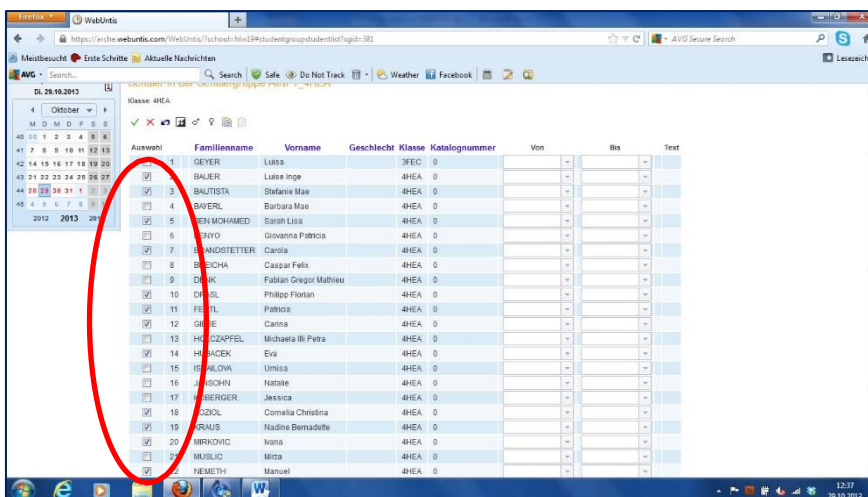 Firefox
WebUntis
+
https://arche.webuntis.com/WebUntis/?school=hlw19#studentgroupstudentlist?sgid=381
AVG Secure Search
Meistbesucht Erste Schritte Aktuelle Nachrichten
Lesezeich
AVG Search... Search Safe Do Not Track Weather Facebook
Di. 29.10.2013
Klasse: 4HEA
Oktober
M D M D F S S
40 30 1 2 3 4 5 6
41 7 8 9 10 11 12 13
42 14 15 16 17 18 19 20
43 21 22 23 24 25 26 27
44 28 29 30 31 1 2 3
45 4 5 6 7 8
2012 2013
Auswahl Familienname Vorname Geschlecht Klasse Katalognummer Von Bis Text
1 GEYER Luisa 3FEC 0
BAUER Luise Inge 4HEA 0
3 BAUTISTA Stefanie Mae 4HEA 0
4 BAYERL Barbara Mae 4HEA 0
5 BEN MOHAMED Sarah Lisa 4HEA 0
6 Giovanna Patricia 4HEA 0
7 BRANDSTETTER Carola 4HEA 0
8 Caspar Felix 4HEA 0
9 DENK Fabian Gregor Mathieu 4HEA 0
10 Philipp Florian 4HEA 0
11 Patricia 4HEA 0
12 Carina 4HEA 0
13 HOLCZAPFEL Michaela Illi Petra 4HEA 0
14 Eva 4HEA 0
15 ISMAILOVA Umisa 4HEA 0
16 JANSOHN Natalie 4HEA 0
17 Jessica 4HEA 0
18 KOZIOL Cornelia Christina 4HEA 0
19 KRAUS Nadine Bernadette 4HEA 0
20 MIRKOVIC Ivana 4HEA 0
21 MUSLIC Mirza 4HEA 0
22 NEMETH Manuel 4HEA 0
12:37
29.10.2013